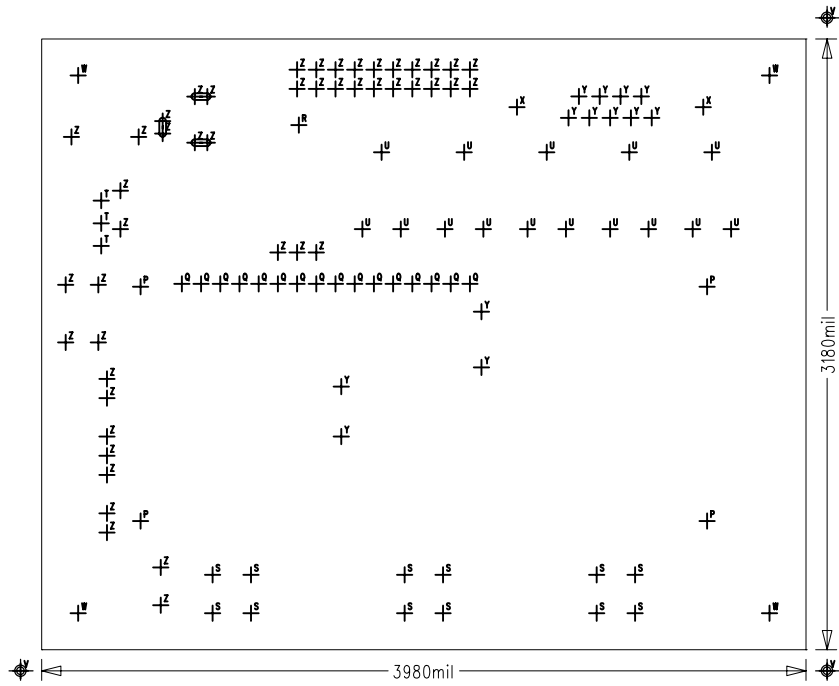 V
W Z Z Z Z Z Z Z Z Z Z W
Z Z Y Y Y Y
Z Z Z Z Z Z Z Z Z Z
X X
Z Y Y Y Y Y
R
Z Z Z
Z Z U U U U U
Z
T
T Z U U U U U U U U U U
T
Z Z Z
Z Z P Q Q Q Q Q Q Q Q Q Q Q Q Q Q Q Q P
Y
Z Z
Y
Z
Y
Z
Z Y
Z
Z
Z
P P
Z
Z
S S S S S S
Z
W S S S S S S W
3180mil
V 3980mil V